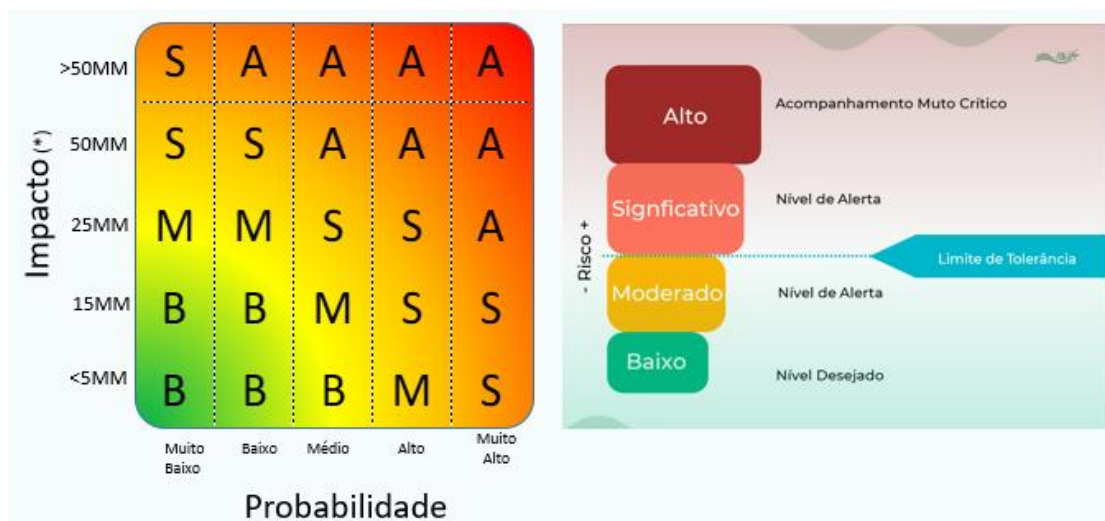 Impacto (*)
>50MM S A A A A
50MM S S A A A
25MM M M S S A
15MM B B M S S
<5MM B B B M S
Muito Baixo Baixo Médio Alto Muito Alto
Probabilidade
- Risco +
Alto Acompanhamento Muto Crítico
Signficativo Nível de Alerta
Limite de Tolerância
Moderado Nível de Alerta
Baixo Nível Desejado